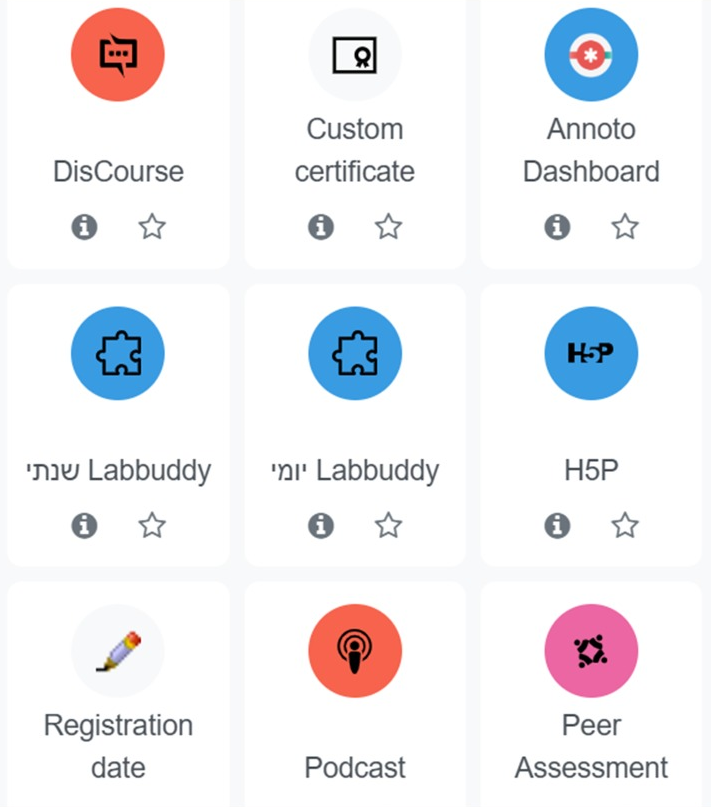 DisCourse
Custom
certificate
Annoto
Dashboard
Labbuddy שנתי
Labbuddy יומי
H5P
H5P
Registration
date
Podcast
Peer
Assessment